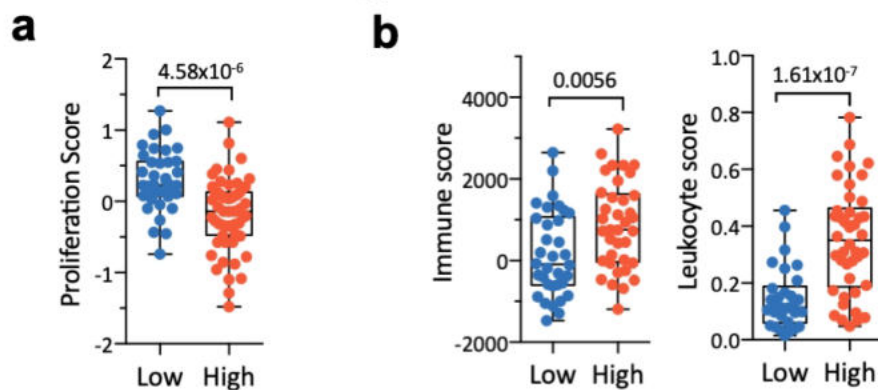 a
Proliferation Score
2
1
0
-1
-2
4.58x10⁻⁶
Low High
b
Immune score
4000
2000
0
-2000
0.0056
Low High
Leukocyte score
1.0
0.8
0.6
0.4
0.2
0.0
1.61x10⁻⁷
Low High